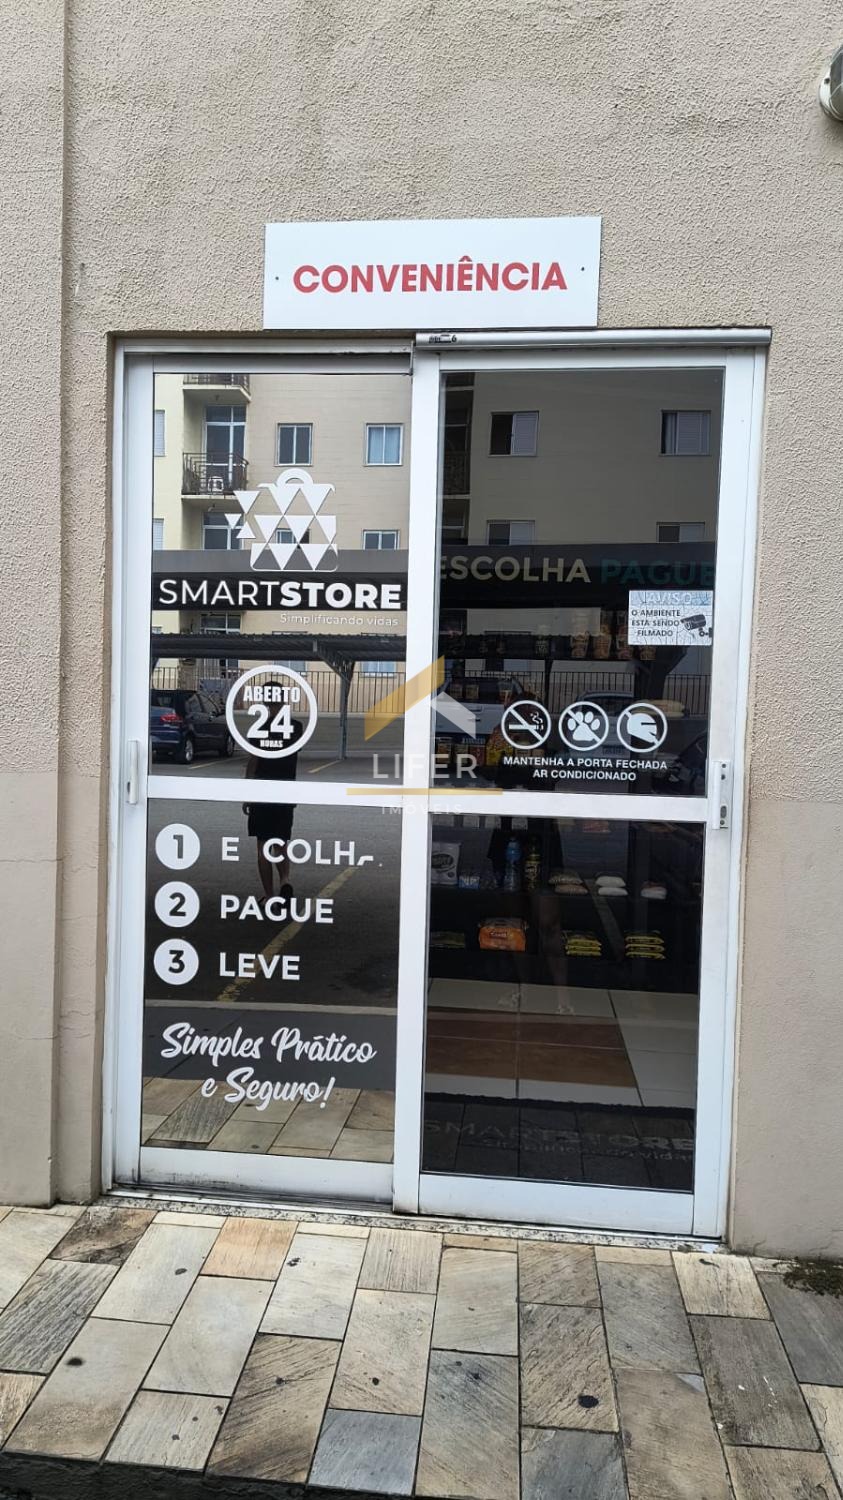 CONVENIÊNCIA
SMARTSTORE
Simplificando vidas
ABERTO
24
HORAS
1 E COLH
2 PAGUE
3 LEVE
Simples Prático
e Seguro!
ESCOLHA PAGUE
AVISO
O AMBIENTE
ESTÁ SENDO
FILMADO
MANTENHA A PORTA FECHADA
AR CONDICIONADO
LIFER
IMÓVEIS
SMARTSTORE